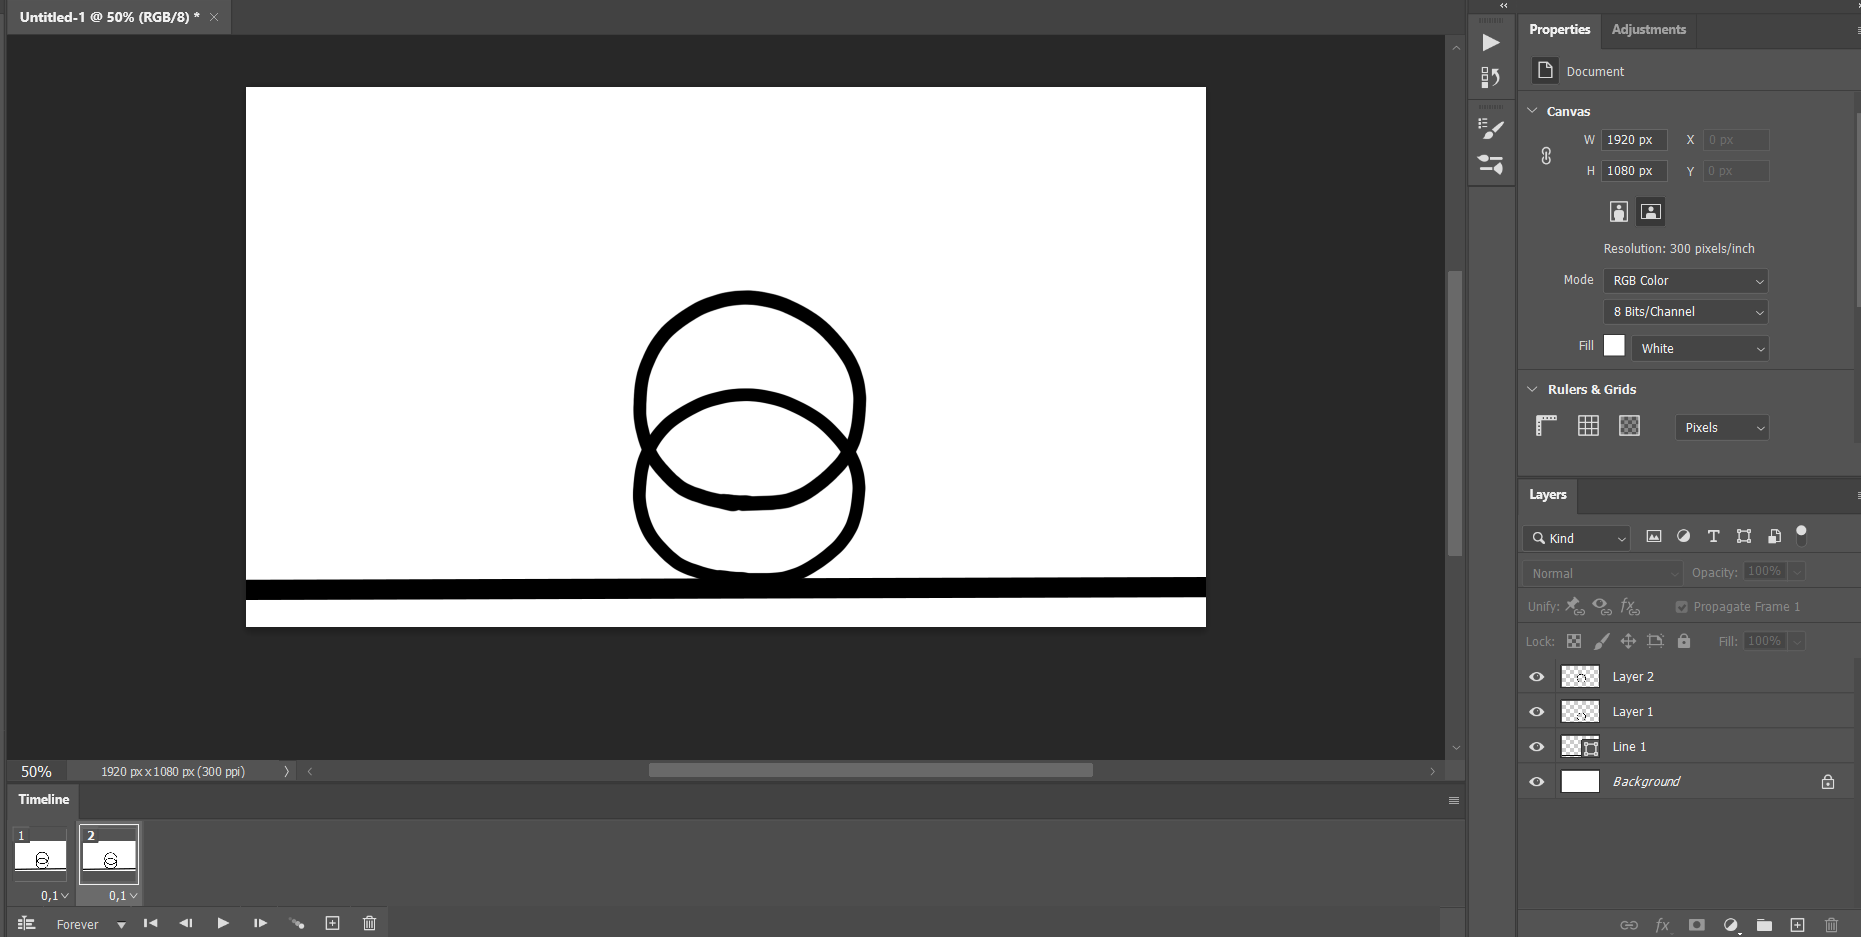 Untitled-1 @ 50% (RGB/8) *
Properties
Adjustments
Document
Canvas
W 1920 px X 0 px
H 1080 px Y 0 px
Resolution: 300 pixels/inch
Mode RGB Color
8 Bits/Channel
Fill White
Rulers & Grids
Pixels
Layers
Kind
Normal Opacity: 100%
Unify: Propagate Frame 1
Lock: Fill: 100%
Layer 2
Layer 1
Line 1
Background
fx
50% 1920 px x 1080 px (300 ppi)
Timeline
1 2
0,1 0,1
Forever